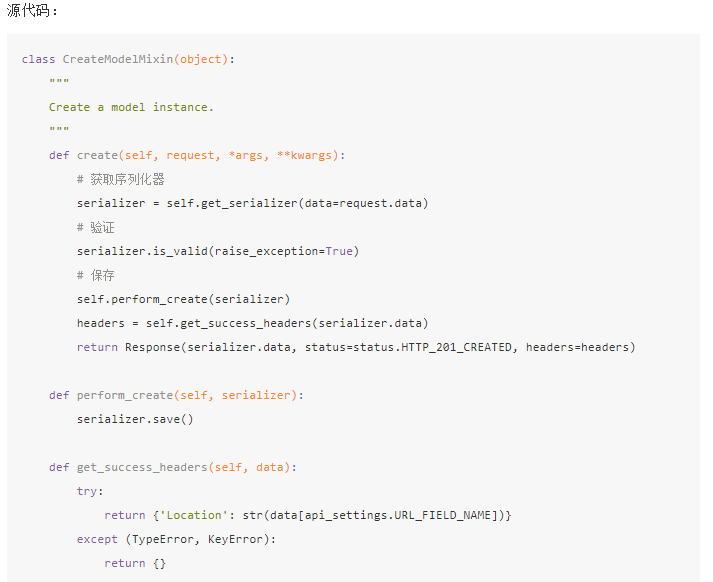 源代码：
class CreateModelMixin(object):
    """
    Create a model instance.
    """
    def create(self, request, *args, **kwargs):
        # 获取序列化器
        serializer = self.get_serializer(data=request.data)
        # 验证
        serializer.is_valid(raise_exception=True)
        # 保存
        self.perform_create(serializer)
        headers = self.get_success_headers(serializer.data)
        return Response(serializer.data, status=status.HTTP_201_CREATED, headers=headers)
    def perform_create(self, serializer):
        serializer.save()
    def get_success_headers(self, data):
        try:
            return {'Location': str(data[api_settings.URL_FIELD_NAME])}
        except (TypeError, KeyError):
            return {}